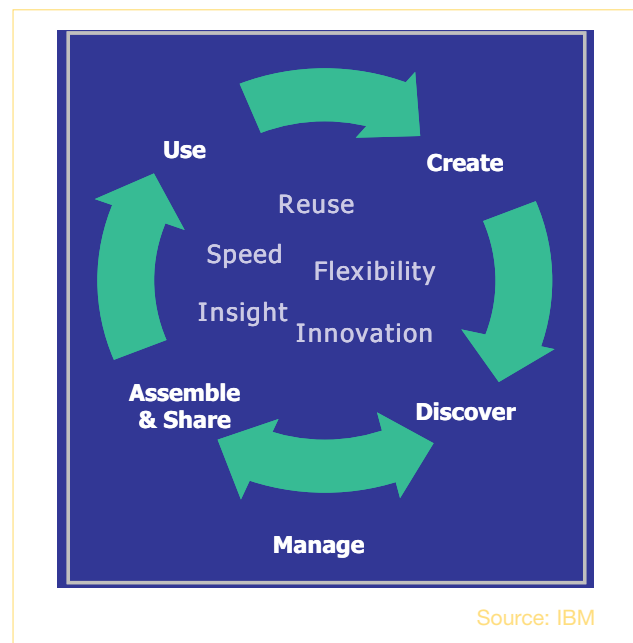 Use
Create
Reuse
Speed
Flexibility
Insight
Innovation
Assemble
& Share
Discover
Manage
Source: IBM